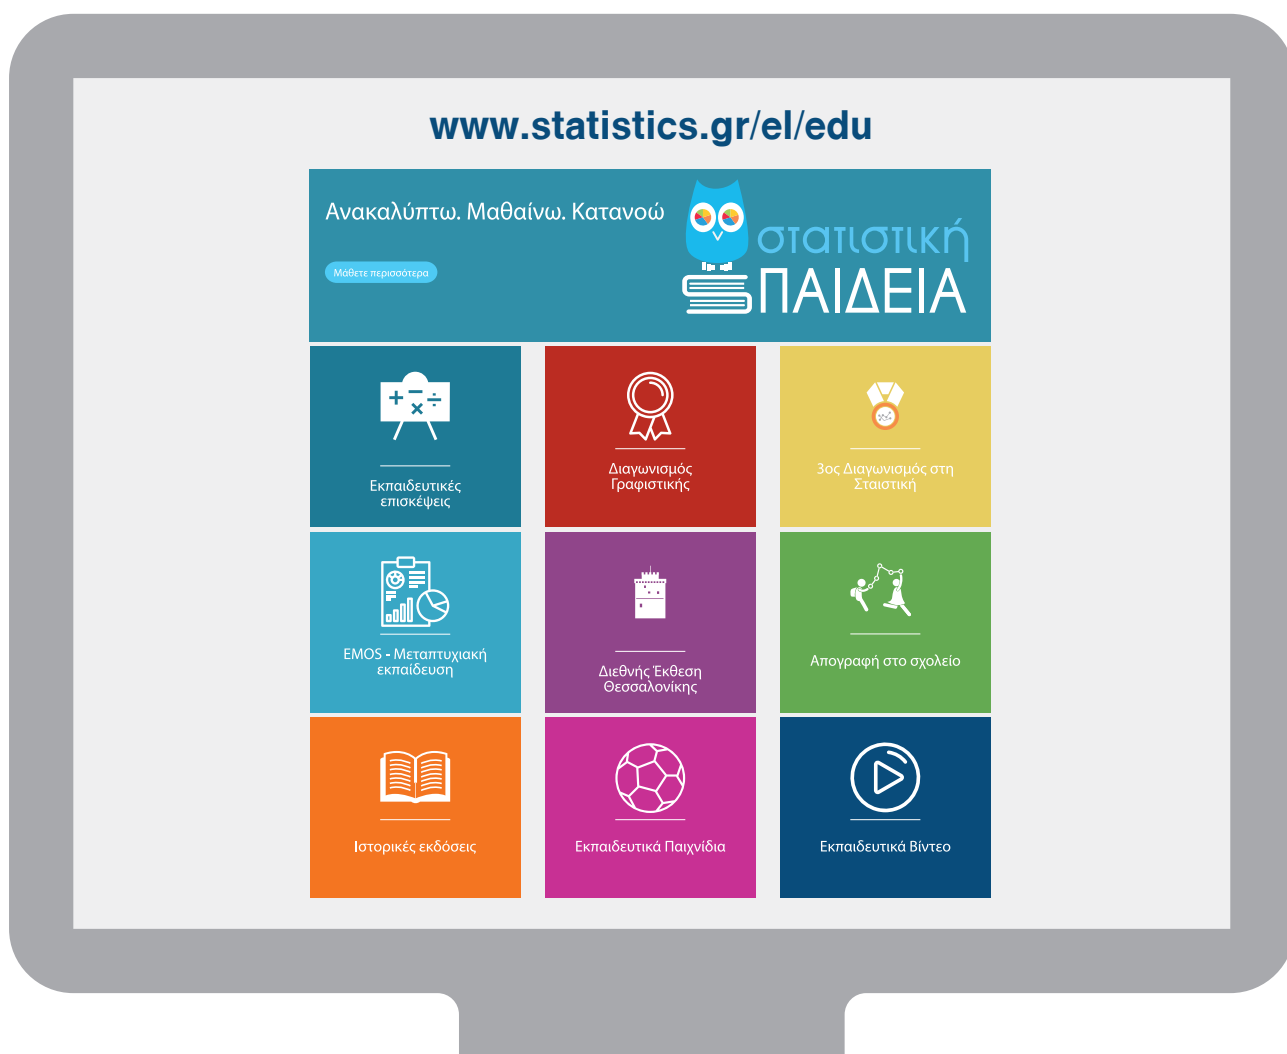 www.statistics.gr/el/edu
Ανακαλύπτω. Μαθαίνω. Κατανοώ
Μάθετε περισσότερα
στατιστική
ΠΑΙΔΕΙΑ
Εκπαιδευτικές
επισκέψεις
Διαγωνισμός
Γραφιστικής
3ος Διαγωνισμός στη
Σταιστική
EMOS - Μεταπτυχιακή
εκπαίδευση
Διεθνής Έκθεση
Θεσσαλονίκης
Απογραφή στο σχολείο
Ιστορικές εκδόσεις
Εκπαιδευτικά Παιχνίδια
Εκπαιδευτικά Βίντεο